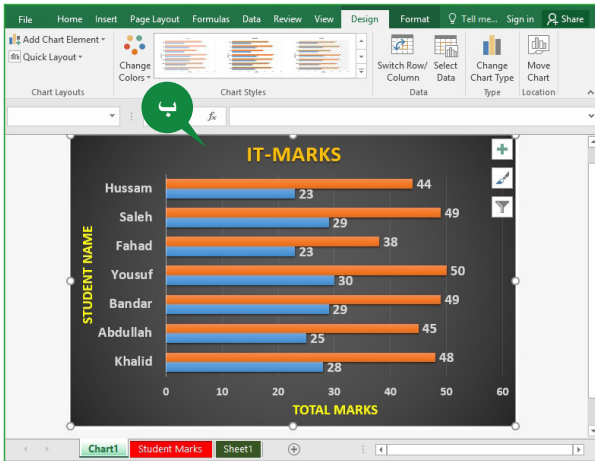 File Home Insert Page Layout Formulas Data Review View Design Format Tell me... Sign in Share
Add Chart Element
Quick Layout
Change Colors
Switch Row/ Column
Select Data
Change Chart Type
Move Chart
Chart Layouts Chart Styles Data Type Location
ب
fx
IT-MARKS
STUDENT NAME
Hussam 44
23
Saleh 49
29
Fahad 38
23
Yousuf 50
30
Bandar 49
29
Abdullah 45
25
Khalid 48
28
0 10 20 30 40 50 60
TOTAL MARKS
Chart1 Student Marks Sheet1